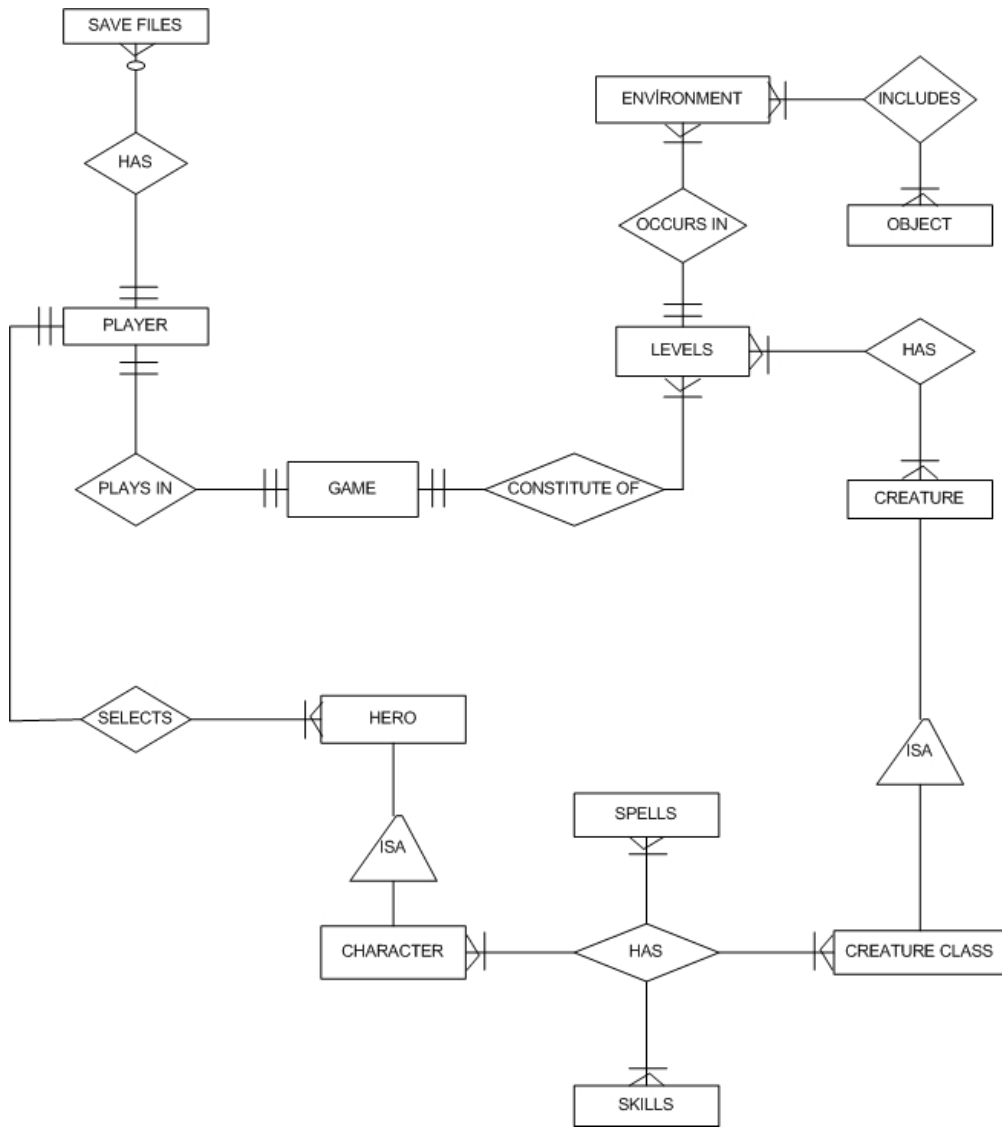 SAVE FILES
ENVİRONMENT
INCLUDES
HAS
OCCURS IN
OBJECT
PLAYER
LEVELS
HAS
PLAYS IN
GAME
CONSTITUTE OF
CREATURE
SELECTS
HERO
ISA
SPELLS
ISA
CHARACTER
HAS
CREATURE CLASS
SKILLS